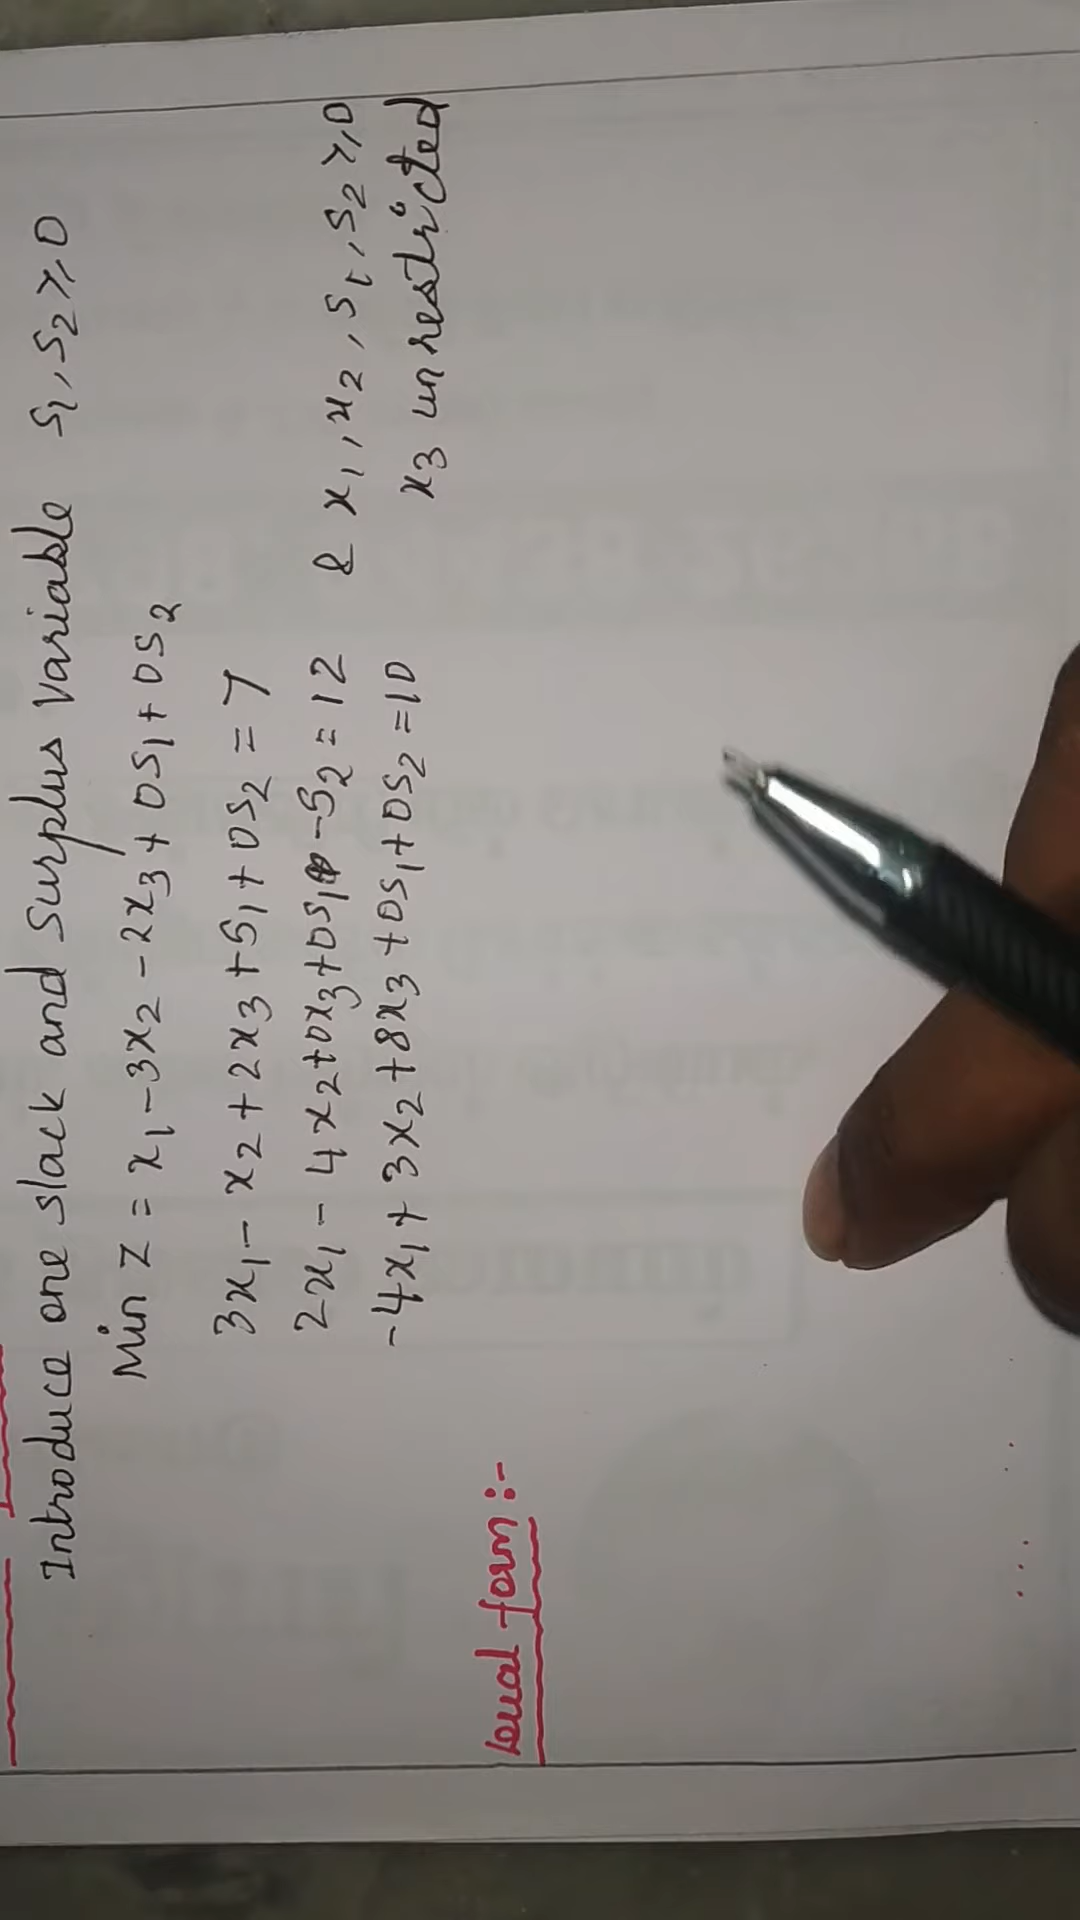 Introduce one slack and surplus variable s₁, s₂ ≥ 0
Min Z = x₁ - 3x₂ - 2x₃ + 0s₁ + 0s₂
3x₁ - x₂ + 2x₃ + s₁ + 0s₂ = 7
2x₁ - 4x₂ + 0x₃ + 0s₁ - s₂ = 12 & x₁, x₂, s₁, s₂ ≥ 0
-4x₁ + 3x₂ + 8x₃ + 0s₁ + 0s₂ = 10 x₃ unrestricted
Dual form :-